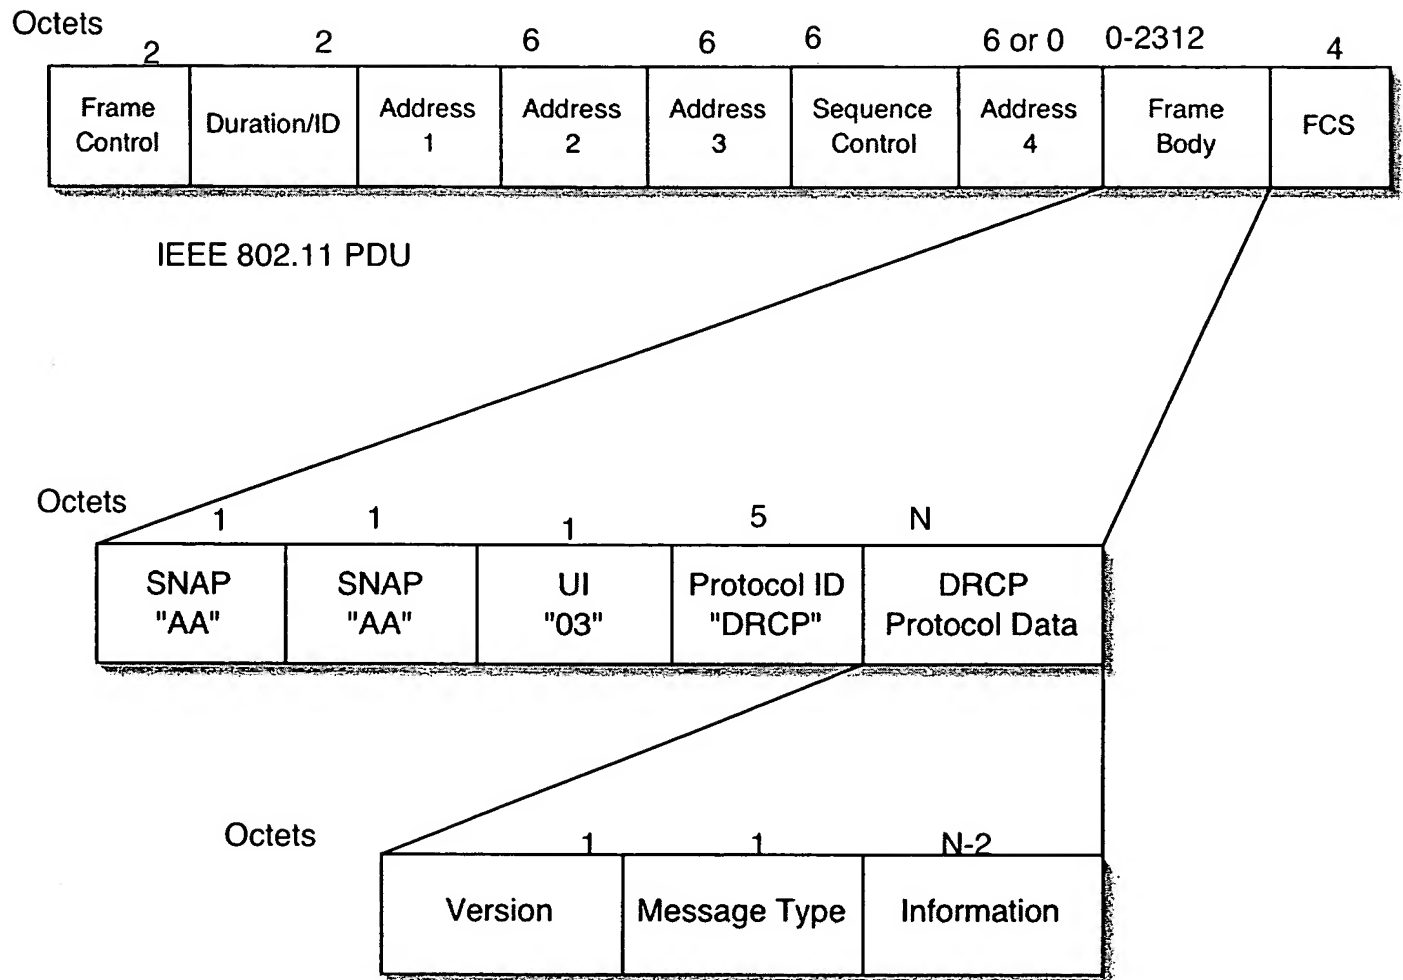 Octets
2 2 6 6 6 6 or 0 0-2312 4
Frame Control
Duration/ID
Address 1
Address 2
Address 3
Sequence Control
Address 4
Frame Body
FCS
IEEE 802.11 PDU
Octets
1 1 1 5 N
SNAP "AA"
SNAP "AA"
UI "03"
Protocol ID "DRCP"
DRCP Protocol Data
Octets
1 1 N-2
Version
Message Type
Information